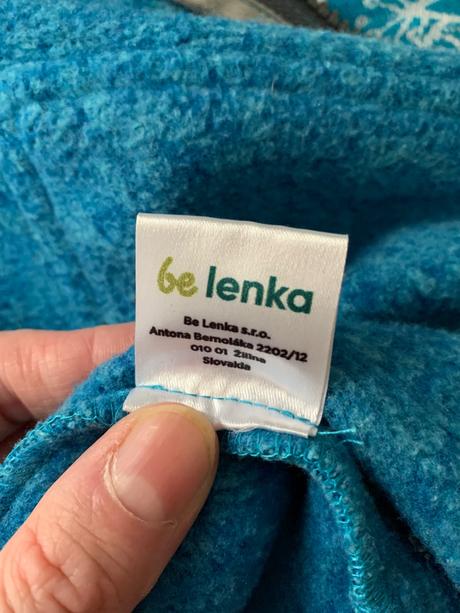 be lenka
Be Lenka s.r.o.
Antona Bernoláka 2202/12
010 01 Žilina
Slovakia